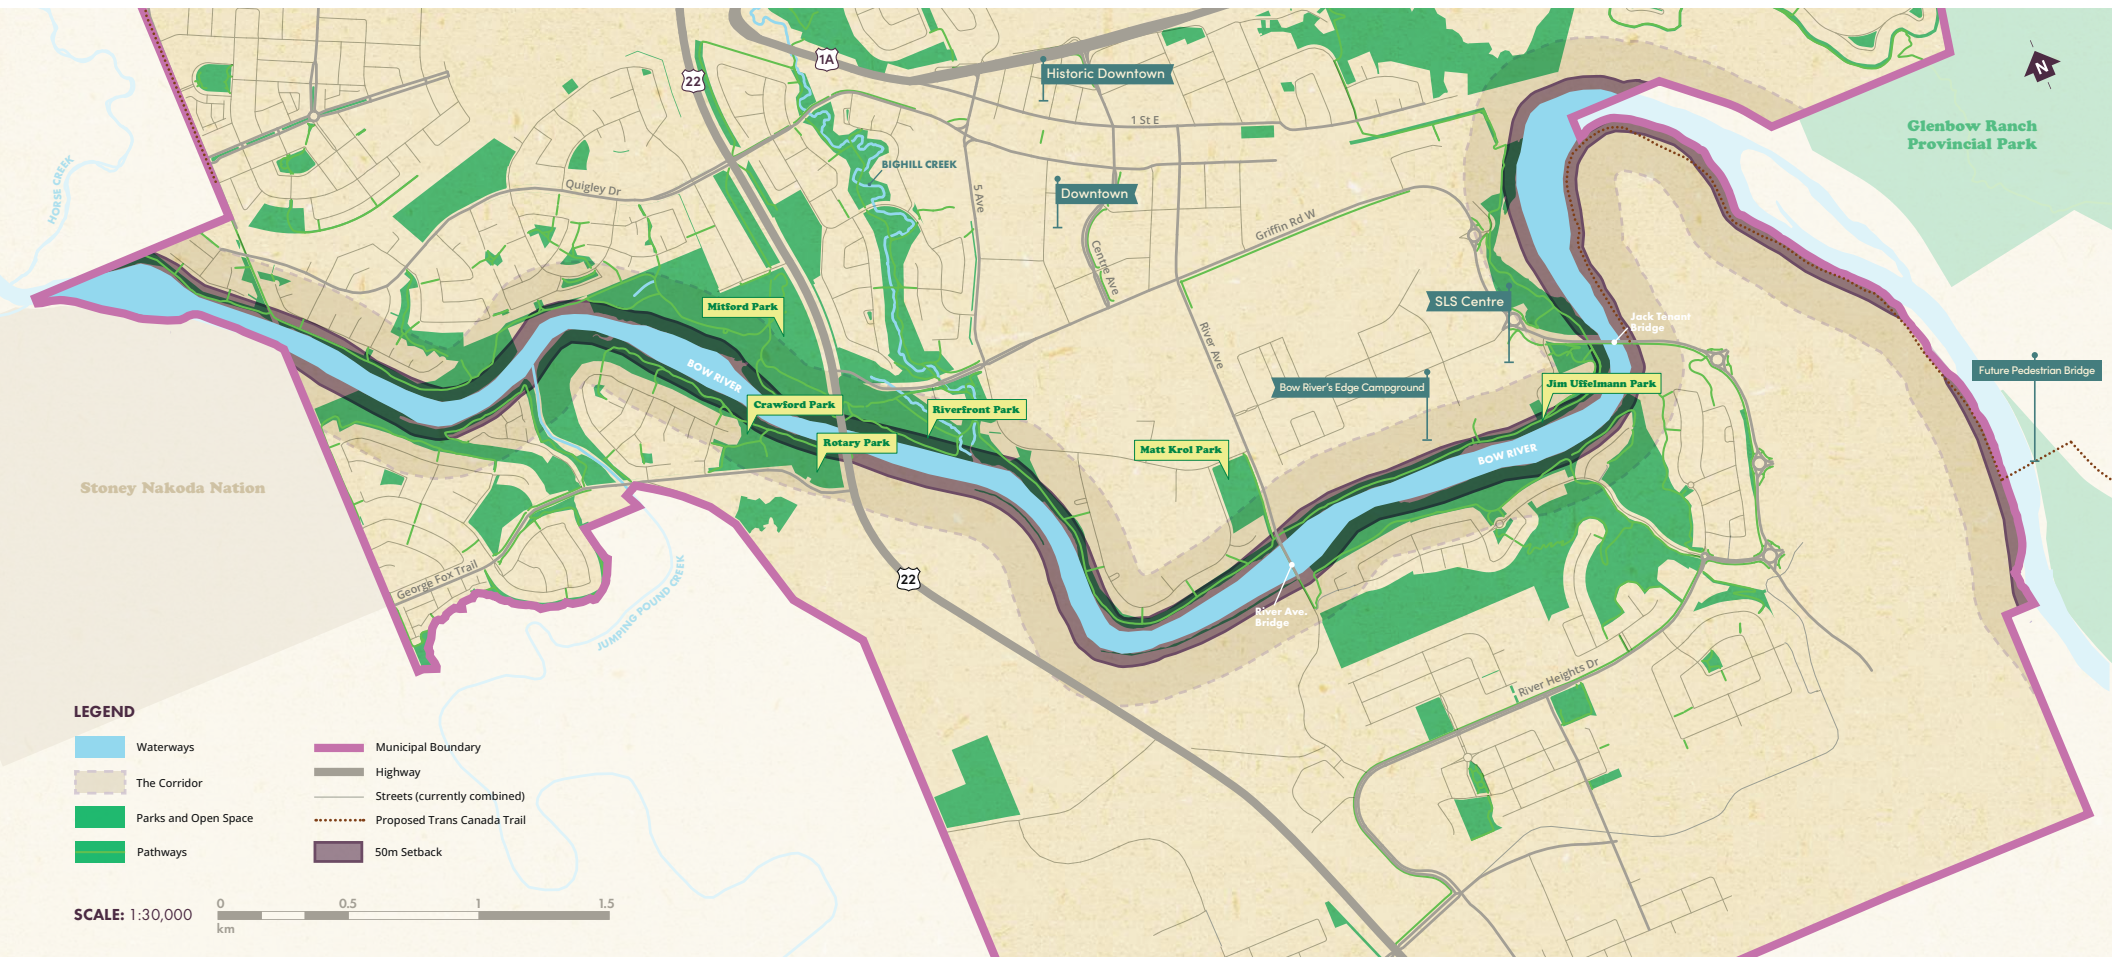 1A
22
Historic Downtown
N
Glenbow Ranch
Provincial Park
1 St E
HORSE CREEK
BIGHILL CREEK
Quigley Dr
5 Ave
Downtown
Griffin Rd W
Centre Ave
Mitford Park
SLS Centre
Jack Tenant
Bridge
River Ave
BOW RIVER
Future Pedestrian Bridge
Bow River's Edge Campground
Jim Uffelmann Park
Crawford Park
Riverfront Park
Rotary Park
Matt Krol Park
BOW RIVER
Stoney Nakoda Nation
22
George Fox Trail
JUMPING POUND CREEK
River Ave.
Bridge
River Heights Dr
LEGEND
Waterways
The Corridor
Parks and Open Space
Pathways
Municipal Boundary
Highway
Streets (currently combined)
Proposed Trans Canada Trail
50m Setback
SCALE: 1:30,000
0 0.5 1 1.5
km